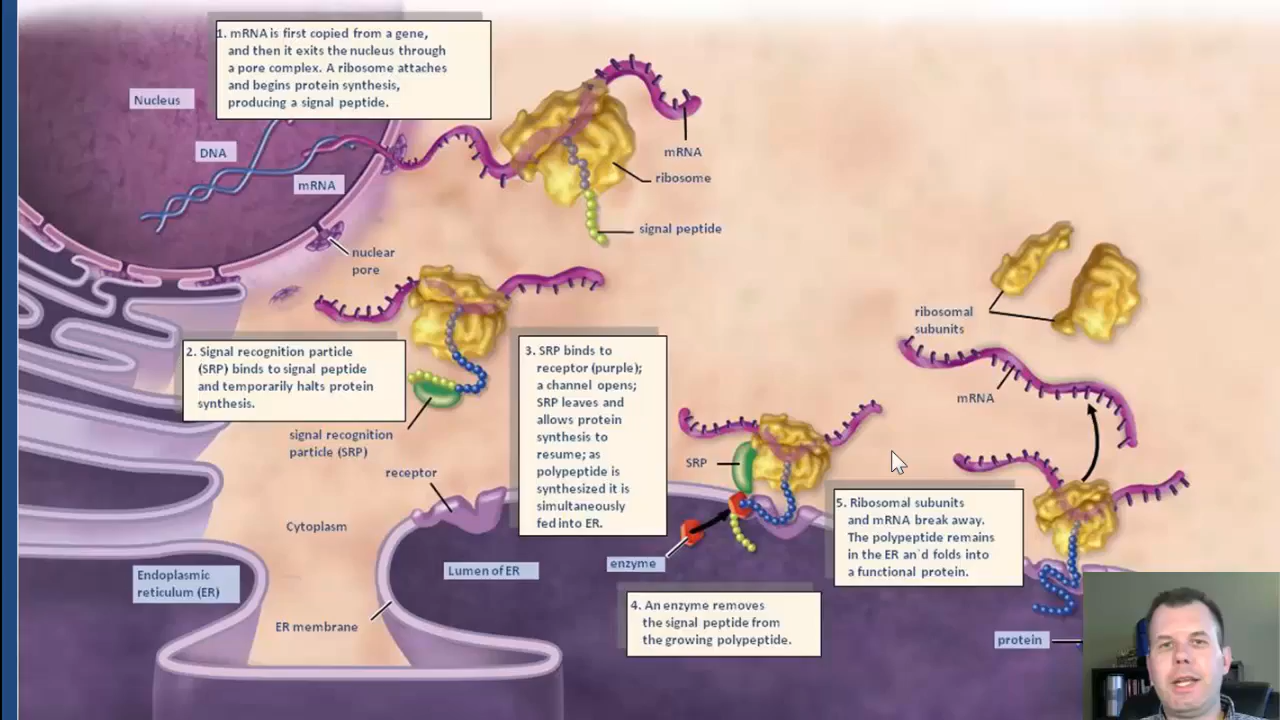 1. mRNA is first copied from a gene,
and then it exits the nucleus through
a pore complex. A ribosome attaches
and begins protein synthesis,
producing a signal peptide.
Nucleus
DNA
mRNA
mRNA
ribosome
signal peptide
nuclear
pore
2. Signal recognition particle
(SRP) binds to signal peptide
and temporarily halts protein
synthesis.
signal recognition
particle (SRP)
receptor
3. SRP binds to
receptor (purple);
a channel opens;
SRP leaves and
allows protein
synthesis to
resume; as
polypeptide is
synthesized it is
simultaneously
fed into ER.
ribosomal
subunits
mRNA
SRP
5. Ribosomal subunits
and mRNA break away.
The polypeptide remains
in the ER an'd folds into
a functional protein.
Cytoplasm
Endoplasmic
reticulum (ER)
Lumen of ER
enzyme
ER membrane
4. An enzyme removes
the signal peptide from
the growing polypeptide.
protein